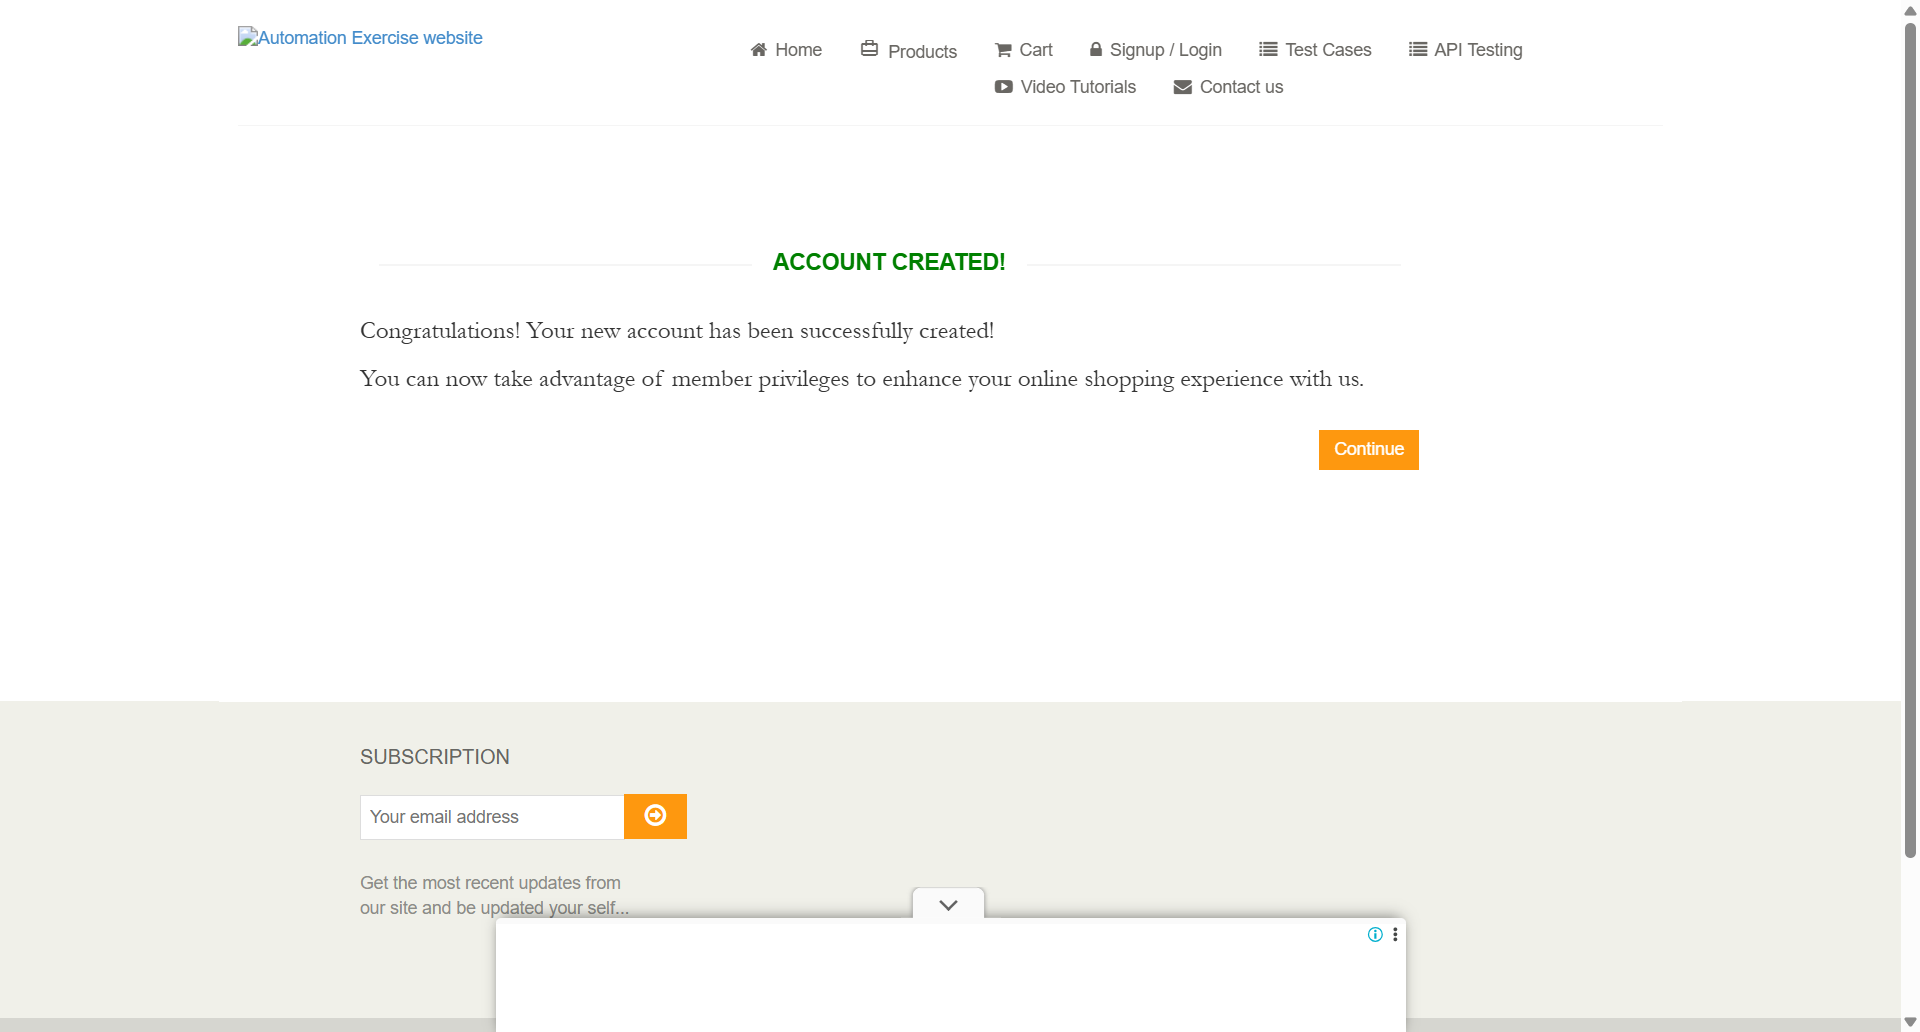 Automation Exercise website
Home
Products
Cart
Signup / Login
Test Cases
API Testing
Video Tutorials
Contact us
ACCOUNT CREATED!
Congratulations! Your new account has been successfully created!
You can now take advantage of member privileges to enhance your online shopping experience with us.
Continue
SUBSCRIPTION
Your email address
Get the most recent updates from
our site and be updated your self...